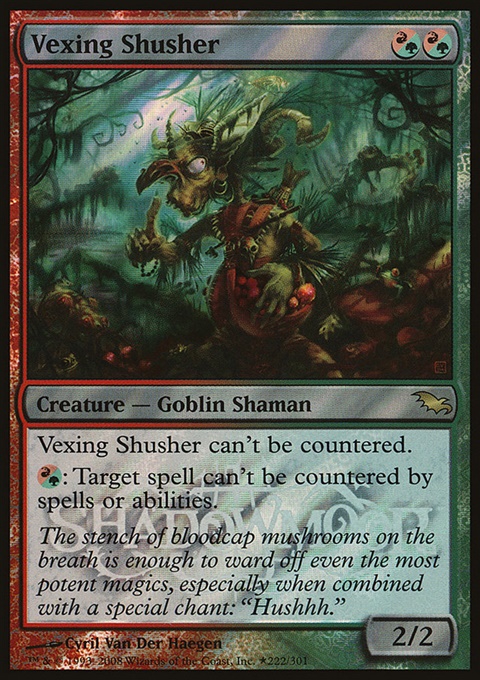 Vexing Shusher
Creature — Goblin Shaman
Vexing Shusher can't be countered.
: Target spell can't be countered by
spells or abilities.
SHADOWMOOR
The stench of bloodcap mushrooms on the
breath is enough to ward off even the most
potent magics, especially when combined
with a special chant: “Hushhh.”
Cyril Van Der Haegen
2/2
™ & © 1993–2008 Wizards of the Coast, Inc. ★222/301